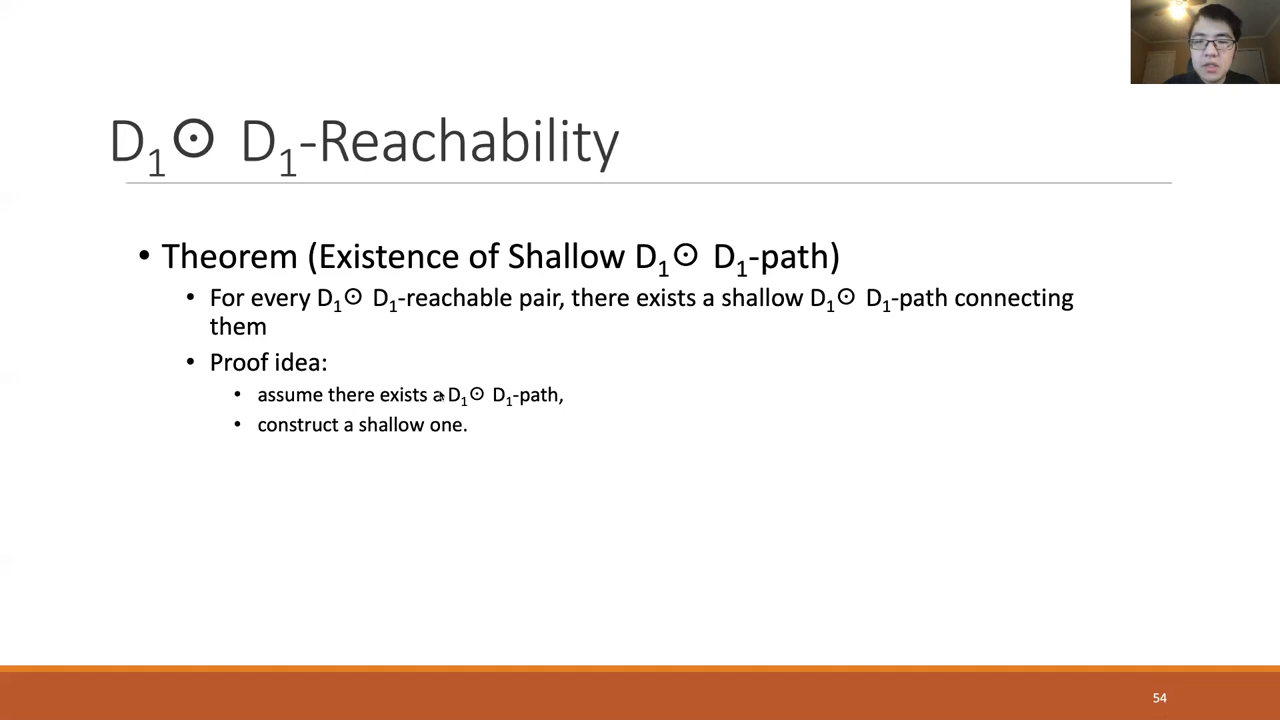 D₁⊙ D₁-Reachability
• Theorem (Existence of Shallow D₁⊙ D₁-path)
• For every D₁⊙ D₁-reachable pair, there exists a shallow D₁⊙ D₁-path connecting
them
• Proof idea:
• assume there exists a D₁⊙ D₁-path,
• construct a shallow one.
54